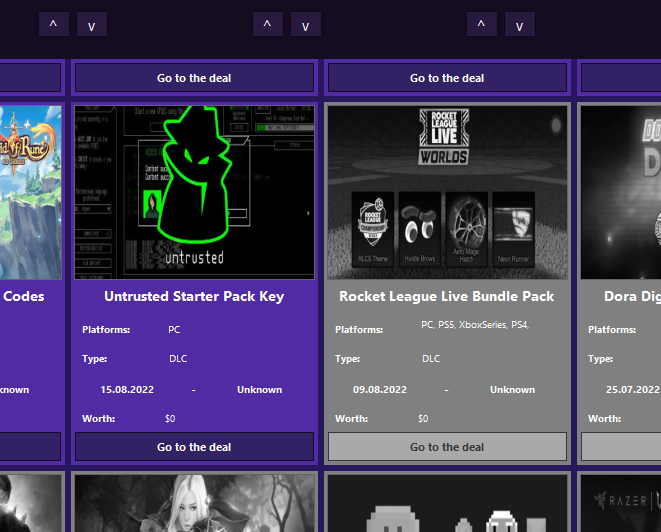 ^ v ^ v ^ v
Go to the deal Go to the deal
ROCKET
LEAGUE
LIVE
WORLDS
untrusted
RLCS Theme Hustle Brows Aero Mage: Hatch Neon Runner
Codes Untrusted Starter Pack Key Rocket League Live Bundle Pack Dora Dig
Platforms: PC Platforms: PC, PS5, XboxSeries, PS4, Platforms:
Type: DLC Type: DLC Type:
known 15.08.2022 - Unknown 09.08.2022 - Unknown 25.07.2022
Worth: $0 Worth: $0 Worth:
Go to the deal Go to the deal
RAZER